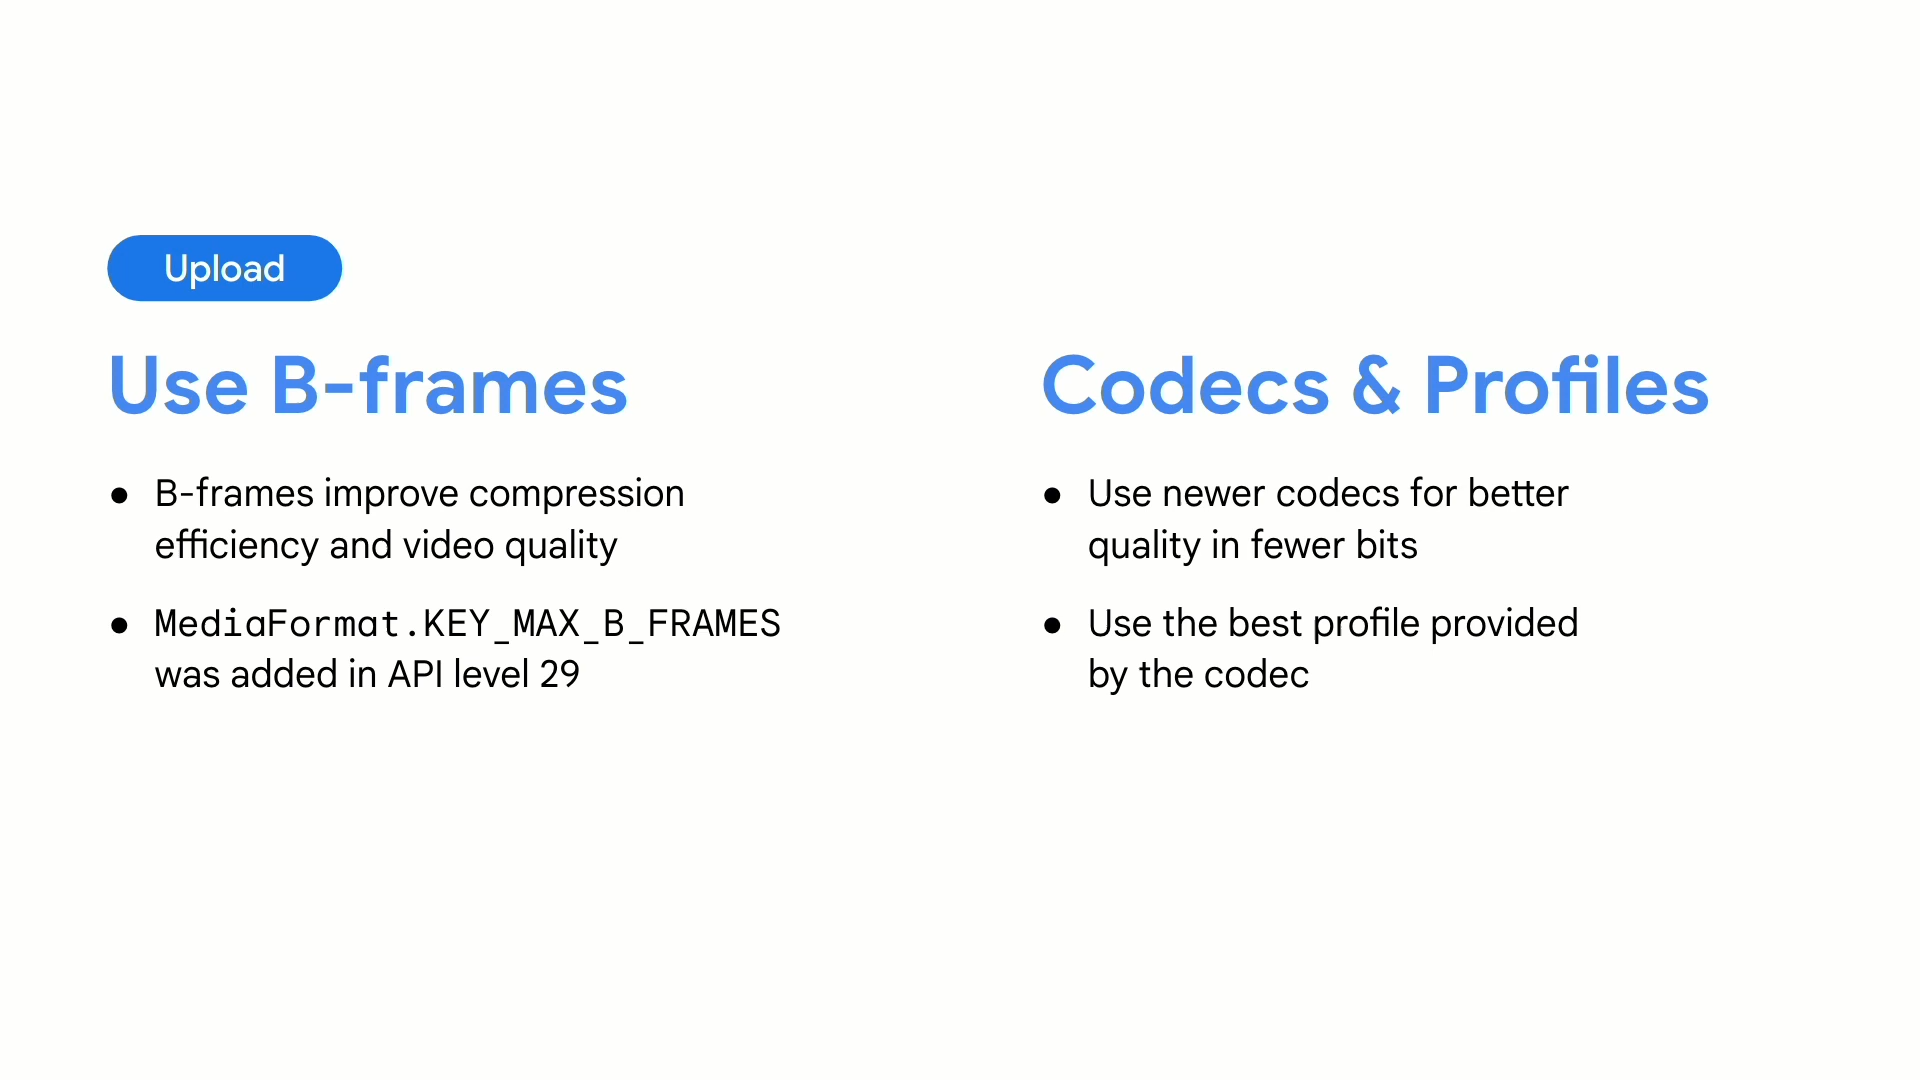 Upload
Use B-frames
● B-frames improve compression
efficiency and video quality
● MediaFormat.KEY_MAX_B_FRAMES
was added in API level 29
Codecs & Profiles
● Use newer codecs for better
quality in fewer bits
● Use the best profile provided
by the codec